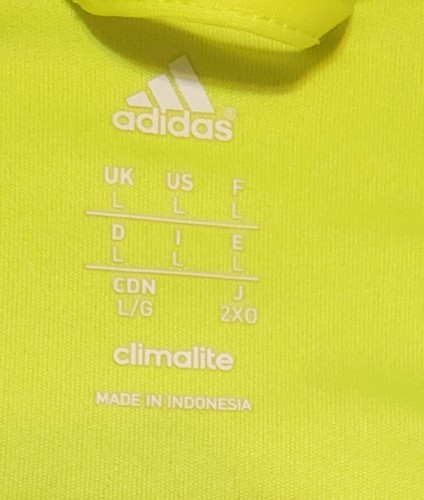 adidas®
UK US F
L L L
D I E
L L L
CDN J
L/G 2XO
climalite
MADE IN INDONESIA